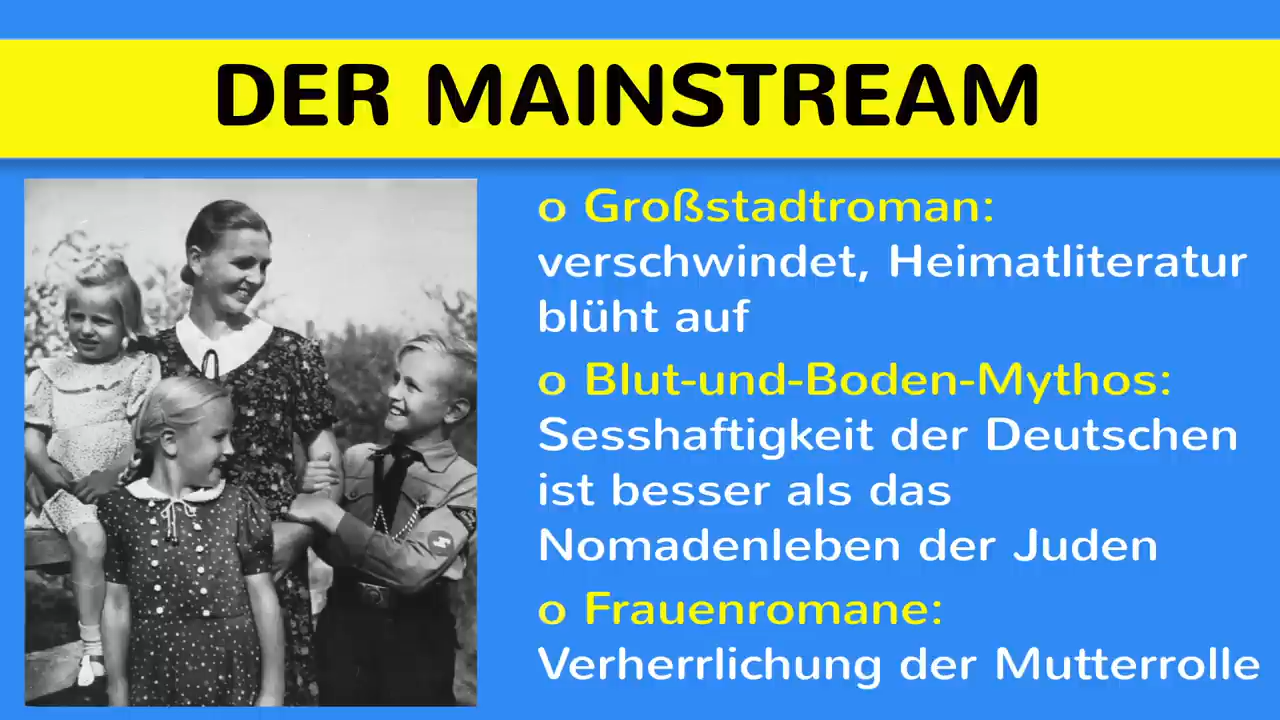 DER MAINSTREAM
o Großstadtroman:
verschwindet, Heimatliteratur
blüht auf
o Blut-und-Boden-Mythos:
Sesshaftigkeit der Deutschen
ist besser als das
Nomadenleben der Juden
o Frauenromane:
Verherrlichung der Mutterrolle